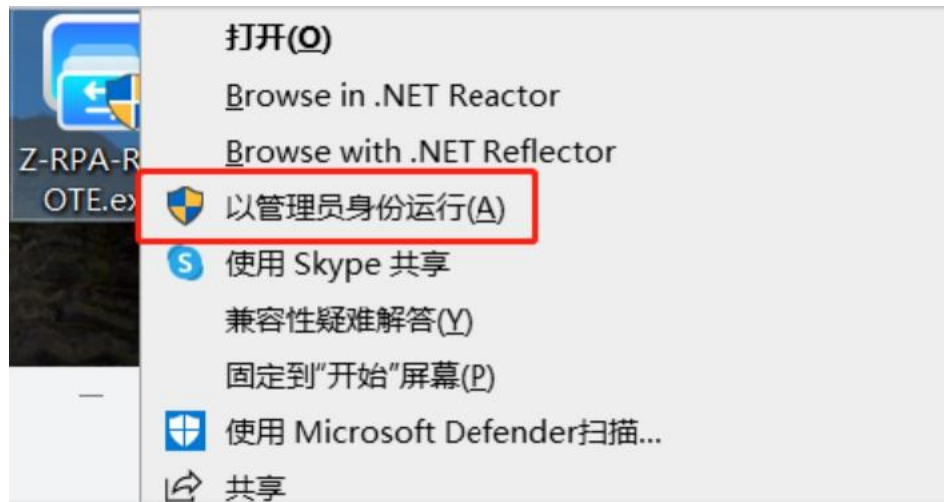 Z-RPA-R
OTE.ex
打开(O)
Browse in .NET Reactor
Browse with .NET Reflector
以管理员身份运行(A)
使用 Skype 共享
兼容性疑难解答(Y)
固定到"开始"屏幕(P)
使用 Microsoft Defender扫描...
共享